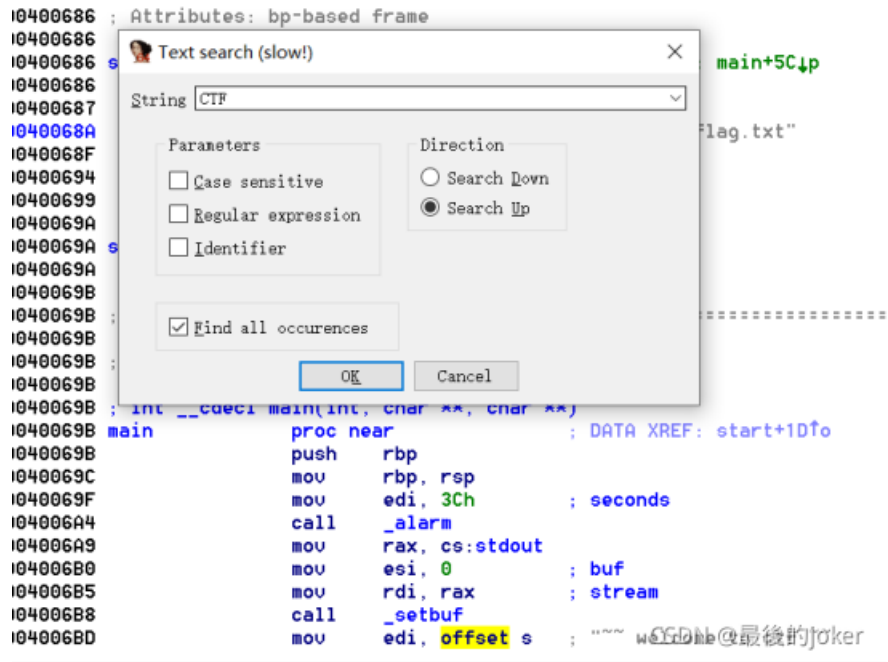 00400686 ; Attributes: bp-based frame
00400686
Text search (slow!)
00400686 s main+5C↓p
00400686
String CTF
00400687
0040068A flag.txt"
Parameters Direction
0040068F
00400694 Case sensitive Search Down
00400699 Regular expression Search Up
0040069A
0040069A s Identifier
0040069A
0040069B
0040069B ; ================
0040069B Find all occurences
0040069B ;
0040069B OK Cancel
0040069B ; int __cdecl main(int, char **, char **)
0040069B main proc near ; DATA XREF: start+1D↑o
0040069B push rbp
0040069C mov rbp, rsp
0040069F mov edi, 3Ch ; seconds
004006A4 call _alarm
004006A9 mov rax, cs:stdout
004006B0 mov esi, 0 ; buf
004006B5 mov rdi, rax ; stream
004006B8 call _setbuf
004006BD mov edi, offset s ; "~~ welcome
CSDN @最後的joker